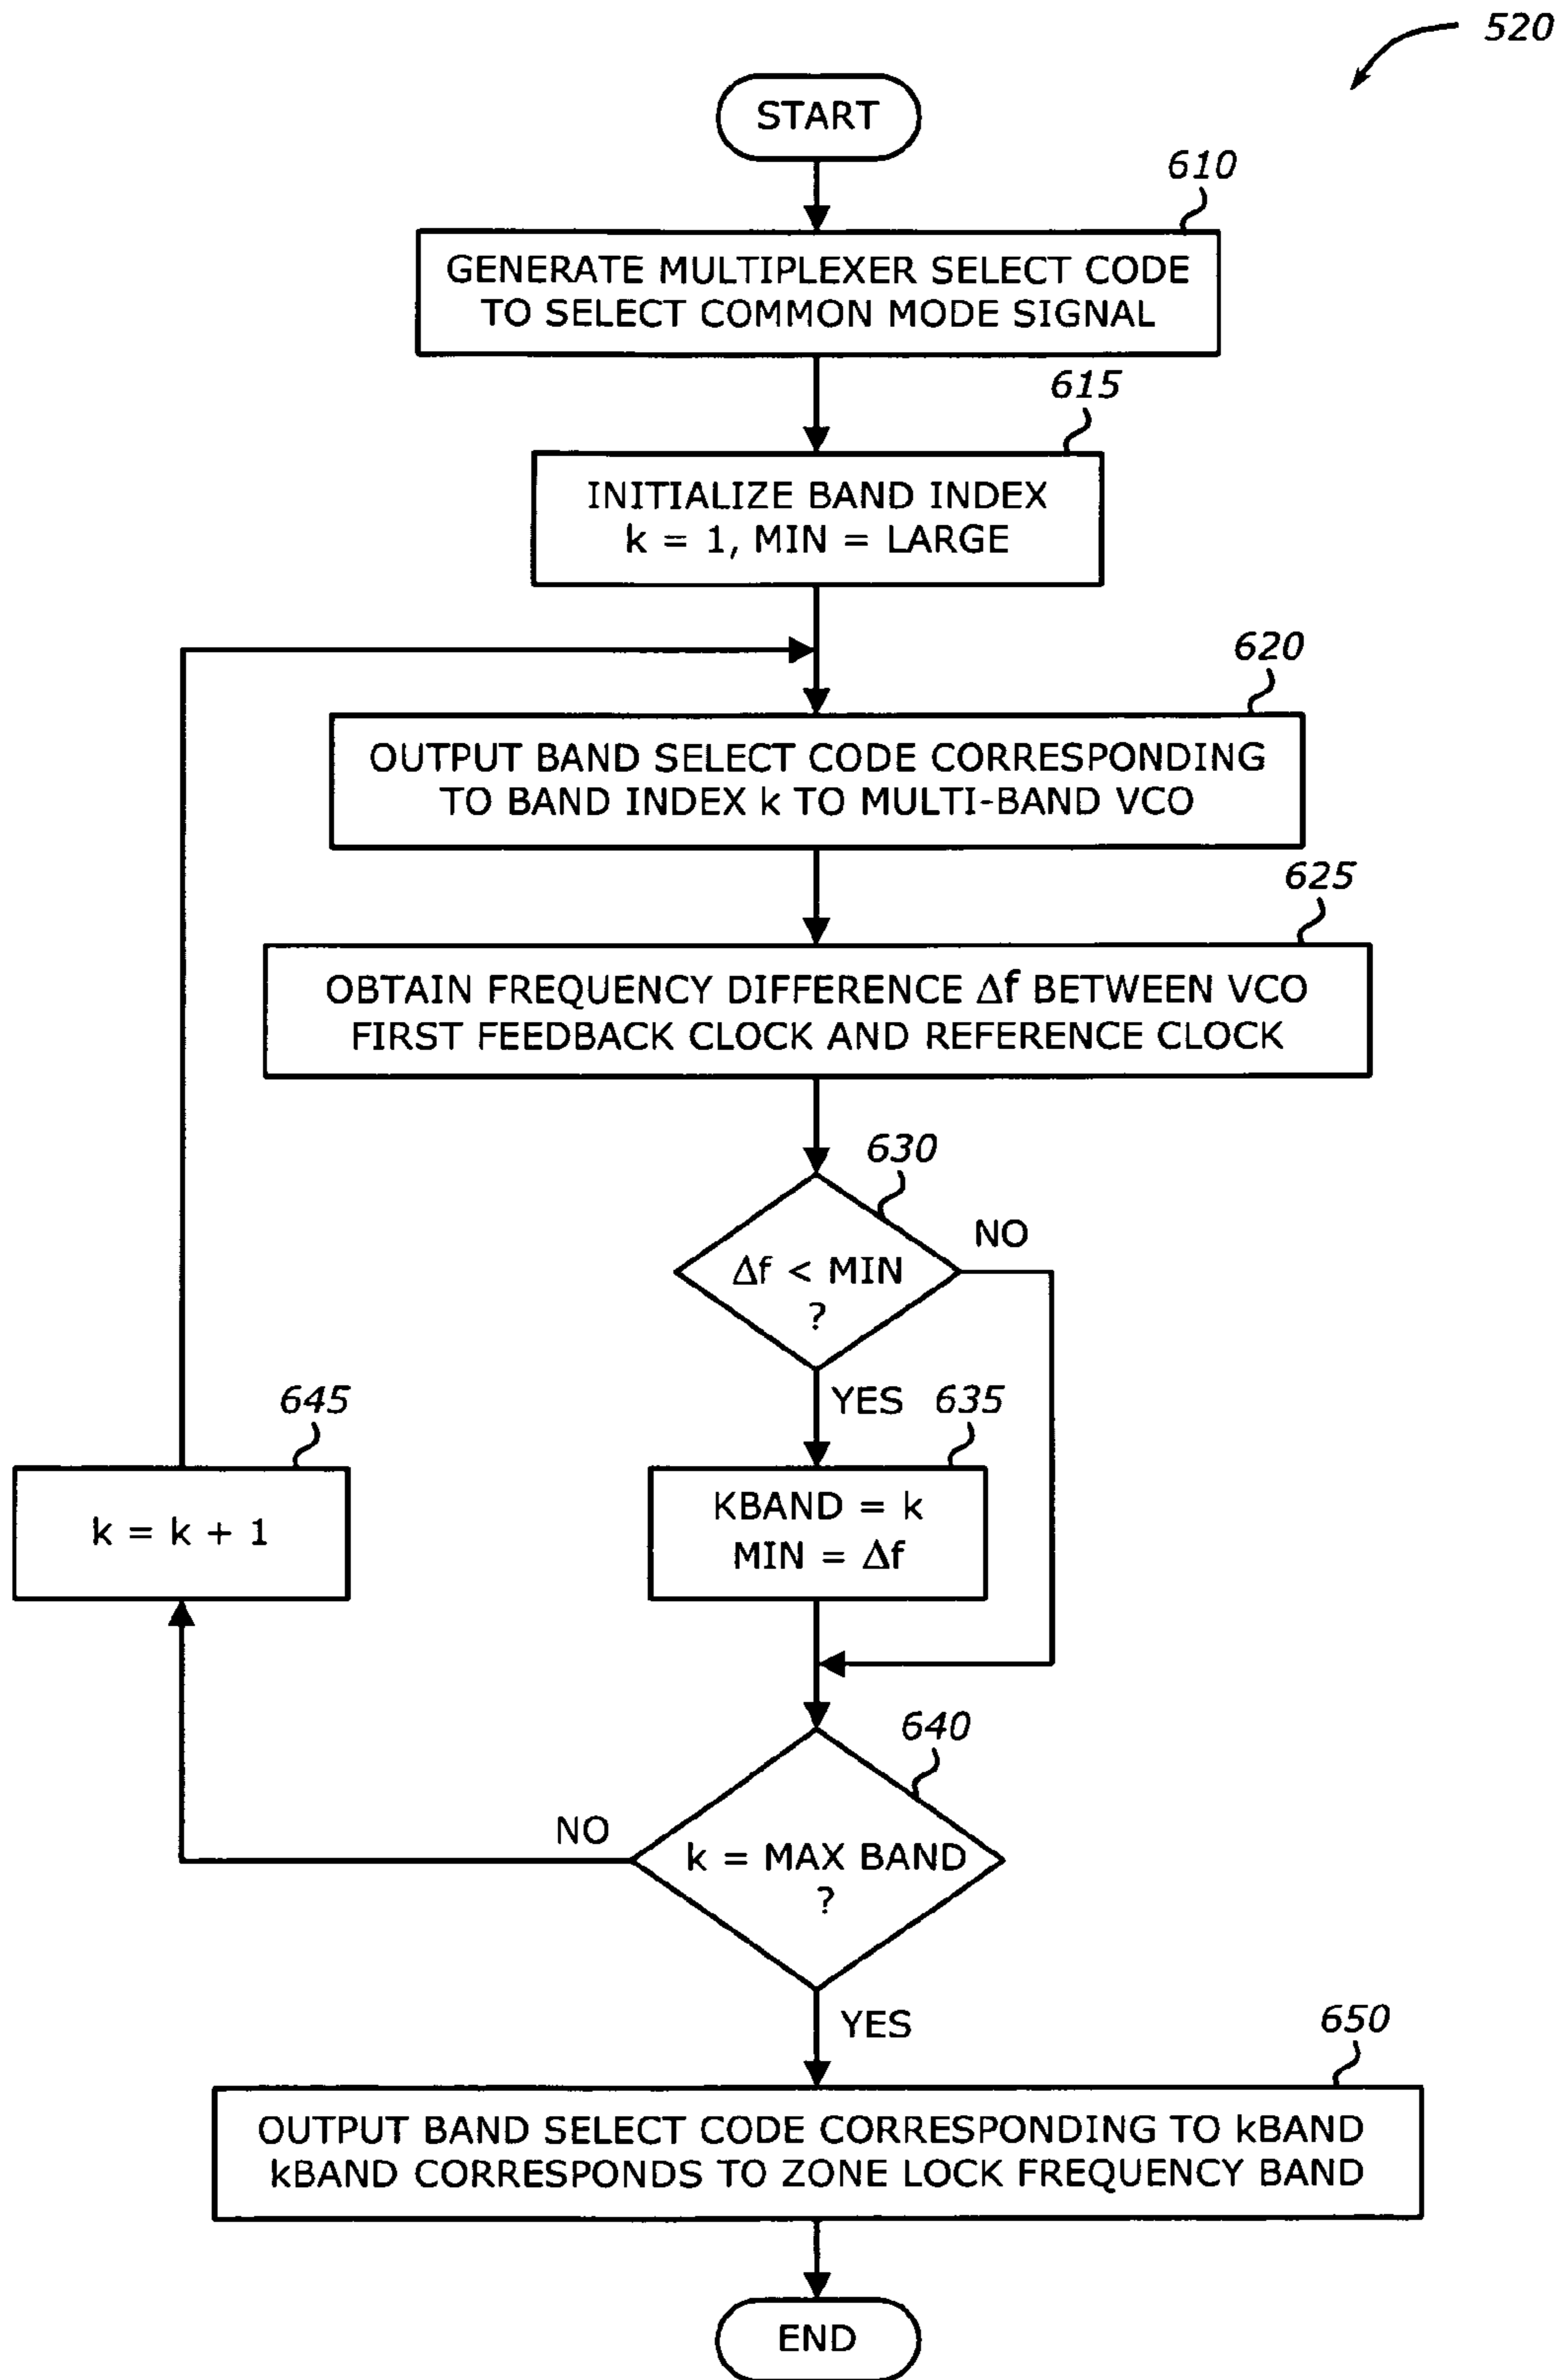 520
START
610
GENERATE MULTIPLEXER SELECT CODE
TO SELECT COMMON MODE SIGNAL
615
INITIALIZE BAND INDEX
k = 1, MIN = LARGE
620
OUTPUT BAND SELECT CODE CORRESPONDING
TO BAND INDEX k TO MULTI-BAND VCO
625
OBTAIN FREQUENCY DIFFERENCE Δf BETWEEN VCO
FIRST FEEDBACK CLOCK AND REFERENCE CLOCK
630
NO
Δf < MIN
?
YES
635
645
KBAND = k
MIN = Δf
k = k + 1
640
NO
k = MAX BAND
?
YES
650
OUTPUT BAND SELECT CODE CORRESPONDING TO kBAND
kBAND CORRESPONDS TO ZONE LOCK FREQUENCY BAND
END